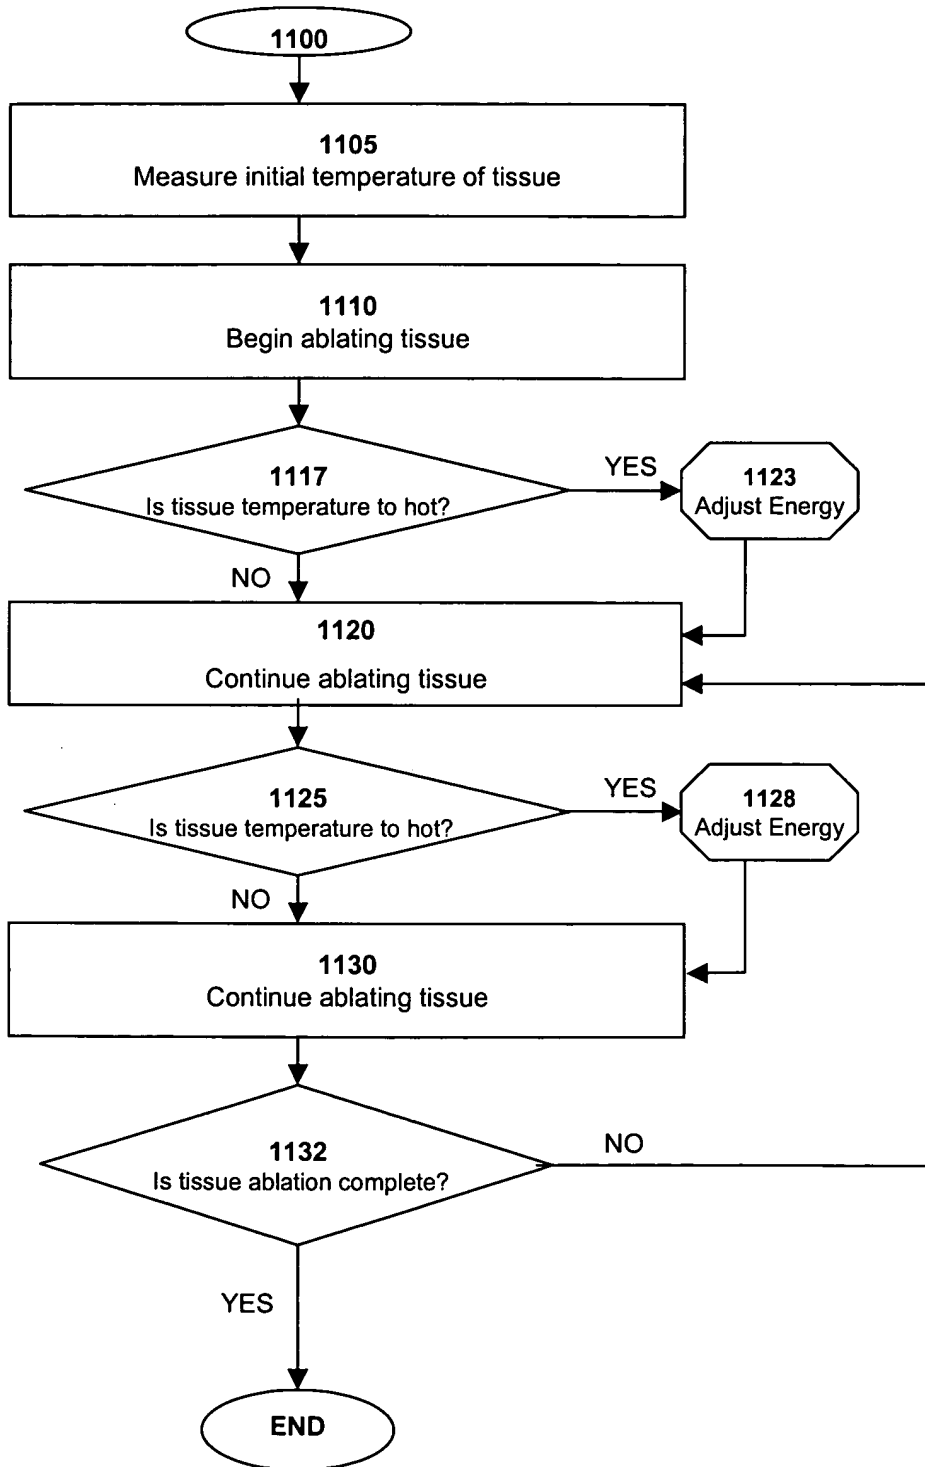 1100
1105
Measure initial temperature of tissue
1110
Begin ablating tissue
1117
Is tissue temperature to hot?
YES
1123
Adjust Energy
NO
1120
Continue ablating tissue
1125
Is tissue temperature to hot?
YES
1128
Adjust Energy
NO
1130
Continue ablating tissue
1132
Is tissue ablation complete?
NO
YES
END